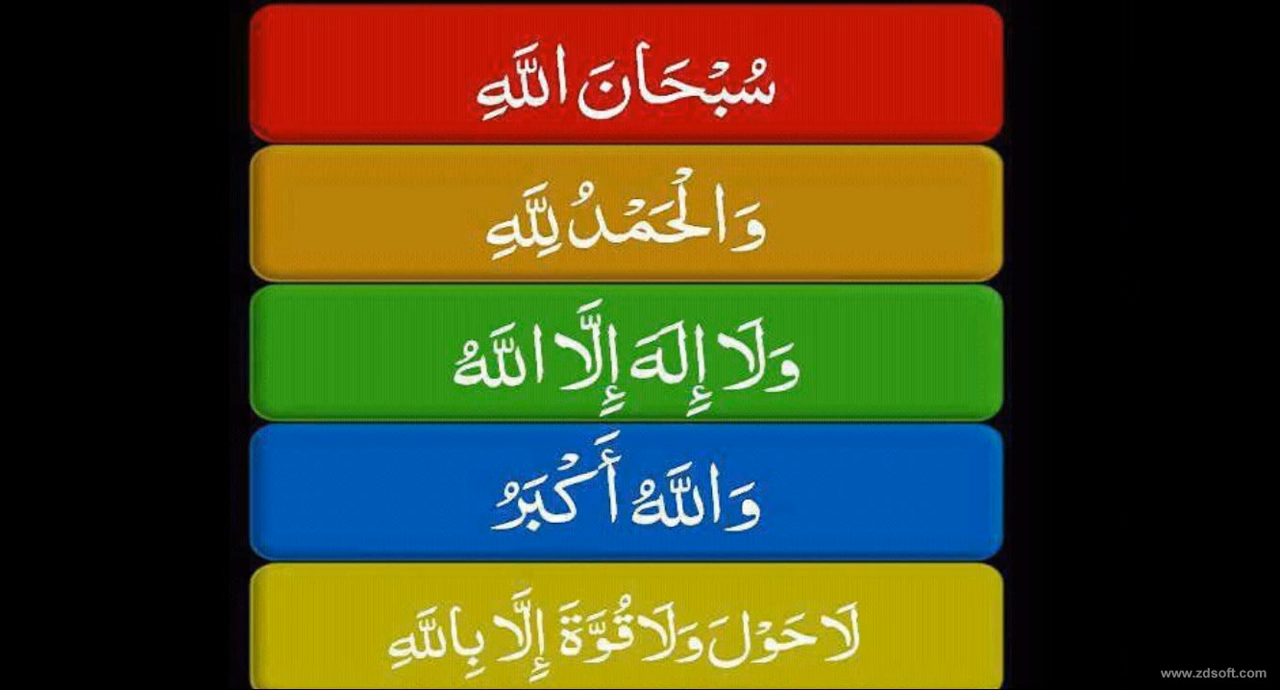 سُبْحَانَ اللَّهِ
وَالْحَمْدُ لِلَّهِ
وَلَا إِلَهَ إِلَّا اللَّهُ
وَاللَّهُ أَكْبَرُ
لَا حَوْلَ وَلَا قُوَّةَ إِلَّا بِاللَّهِ
www.zdsoft.com